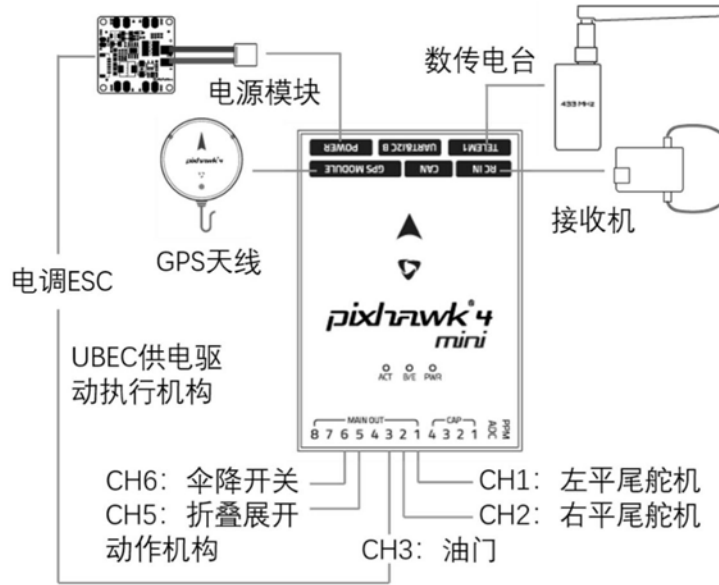 数传电台
电源模块
433 MHz
POWER
UART&I2C B
TELEM1
GPS MODULE
CAN
RC IN
pixhawk
GPS天线
接收机
电调ESC
pixhawk 4
mini
UBEC供电驱
动执行机构
ACT B/E PWR
MAIN OUT
CAP
8 7 6 5 4 3 2 1
4 3 2 1
ADC
PPM
CH6：伞降开关
CH5：折叠展开
动作机构
CH1：左平尾舵机
CH2：右平尾舵机
CH3：油门